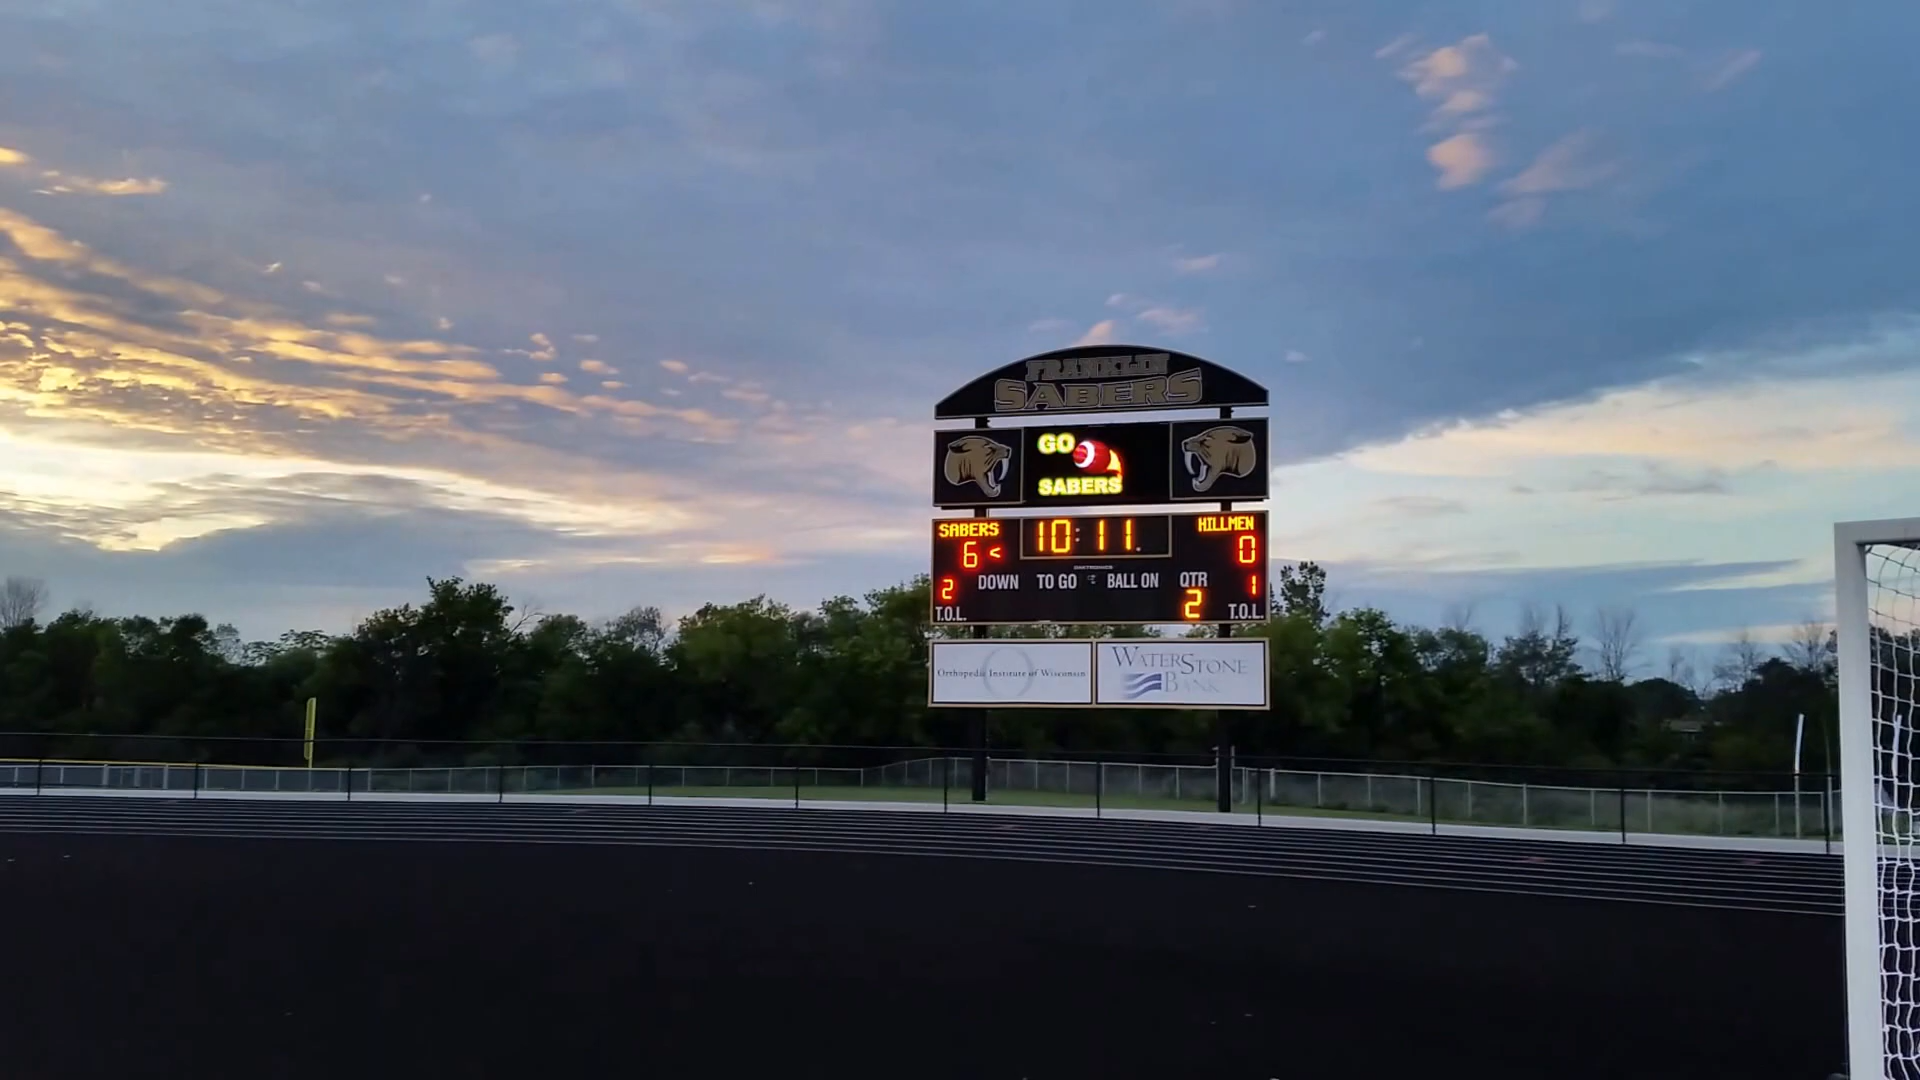 FRANKLIN
SABERS
GO
SABERS
SABERS 10:11 HILLMEN
6 < 0
2 DOWN TO GO BALL ON QTR 1
T.O.L. 2 T.O.L.
Orthopedic Institute of Wisconsin
WATERSTONE
BANK